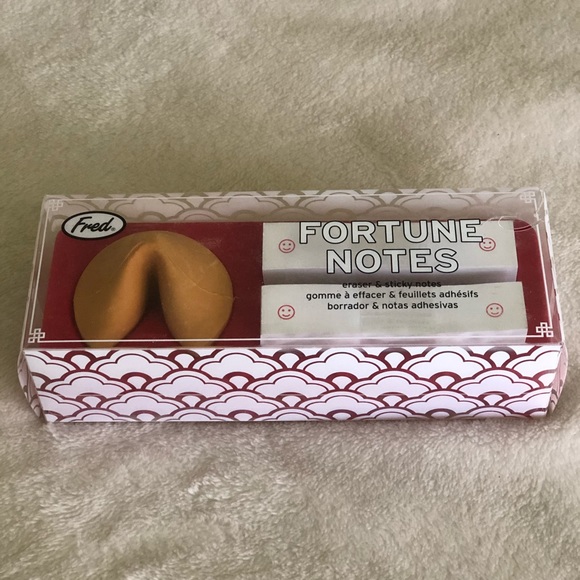 Fred®
FORTUNE
NOTES
eraser & sticky notes
gomme à effacer & feuillets adhésifs
borrador & notas adhesivas